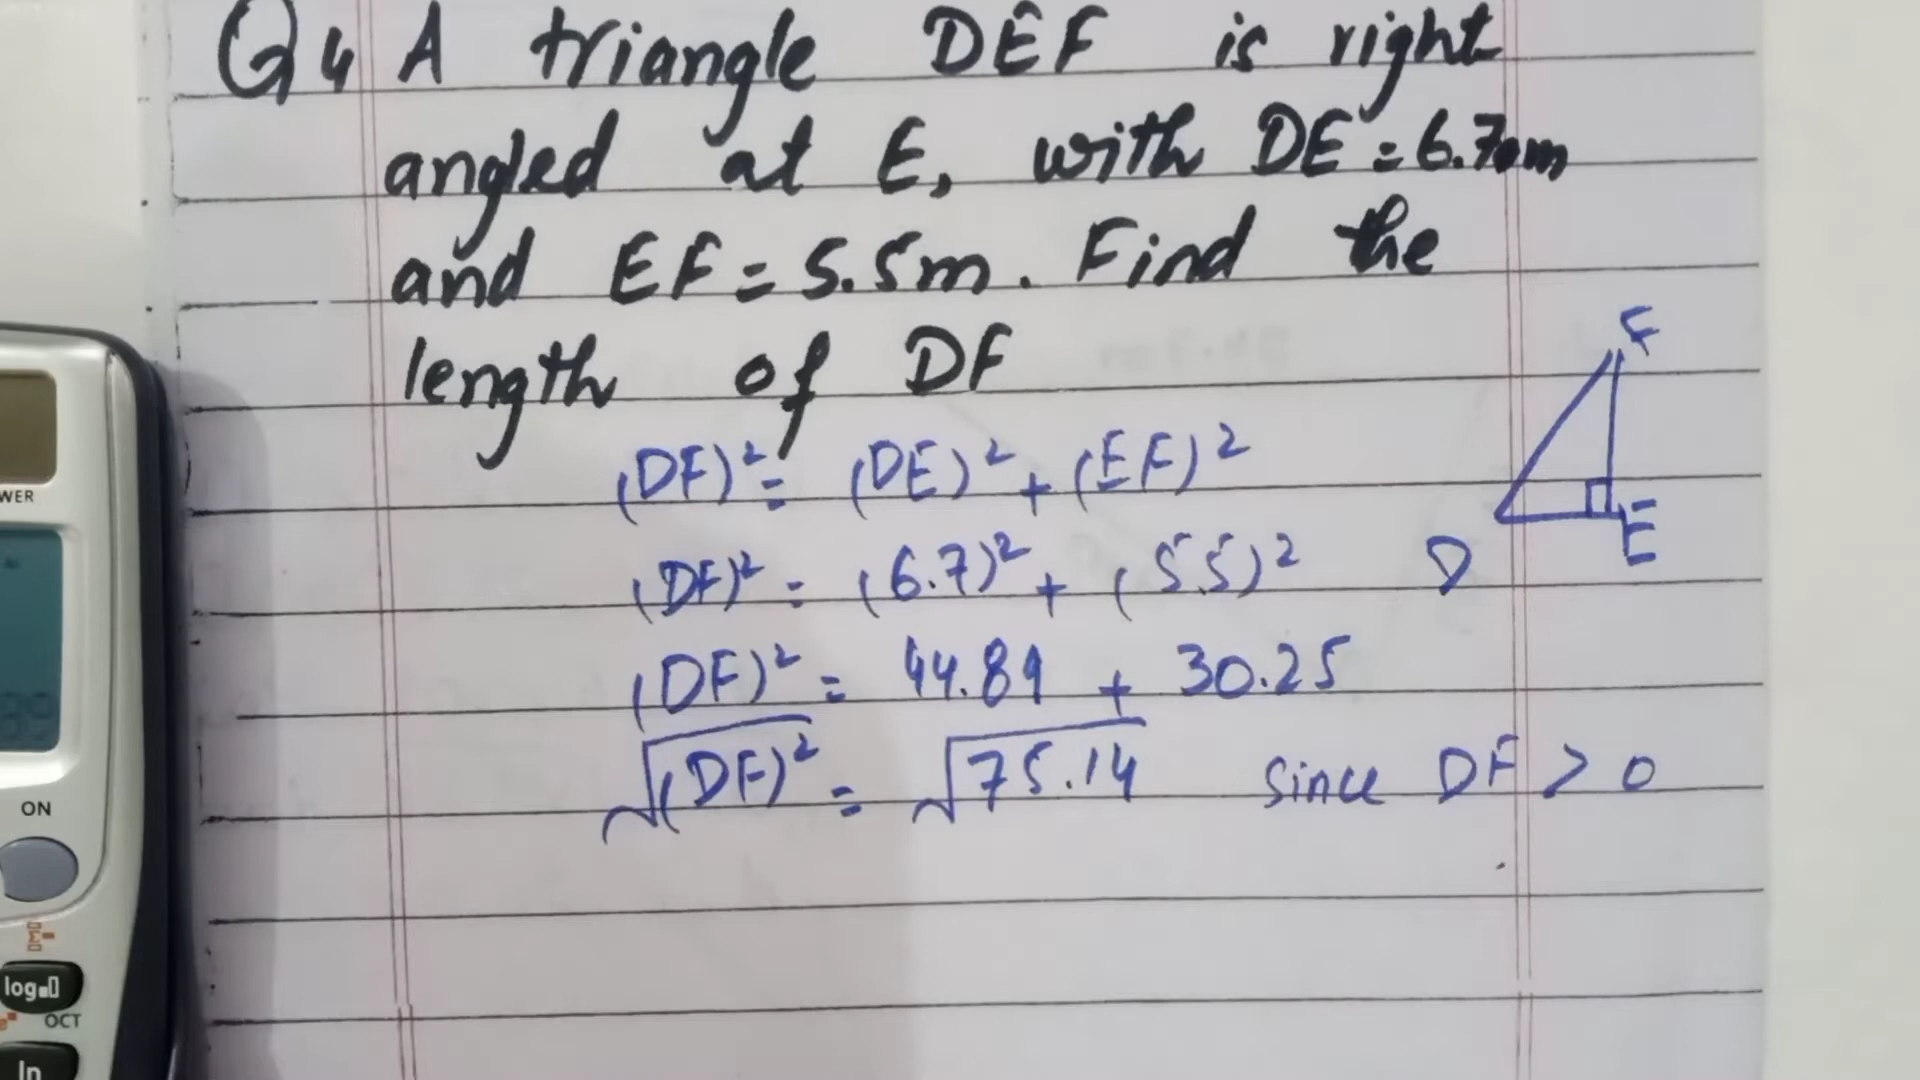 Q4 A triangle DEF is right
angled at E, with DE = 6.7cm
and EF = 5.5m. Find the
length of DF
F
(DF)² = (DE)² + (EF)²
E
(DF)² = (6.7)² + (5.5)² D
(DF)² = 44.89 + 30.25
√(DF)² = √75.14 since DF > 0
WER
ON
log
OCT
ln